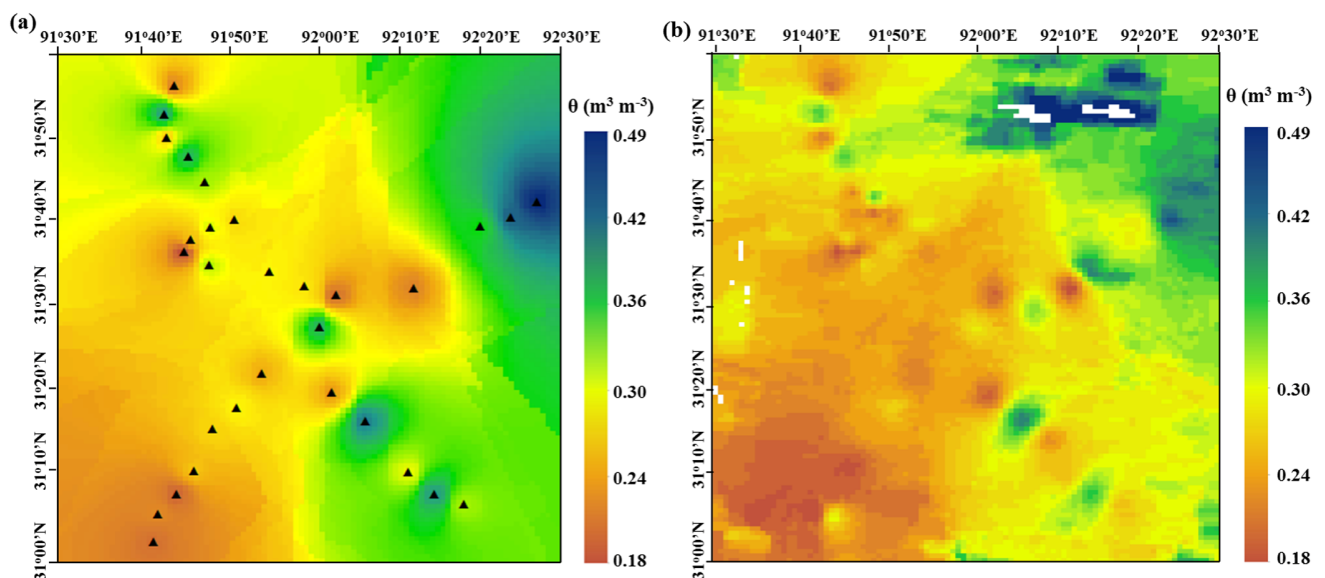 (a)
91°30’E 91°40’E 91°50’E 92°00’E 92°10’E 92°20’E 92°30’E
31°50’N
31°40’N
31°30’N
31°20’N
31°10’N
31°00’N
θ (m³ m⁻³)
0.49
0.42
0.36
0.30
0.24
0.18
(b)
91°30’E 91°40’E 91°50’E 92°00’E 92°10’E 92°20’E 92°30’E
31°50’N
31°40’N
31°30’N
31°20’N
31°10’N
31°00’N
θ (m³ m⁻³)
0.49
0.42
0.36
0.30
0.24
0.18